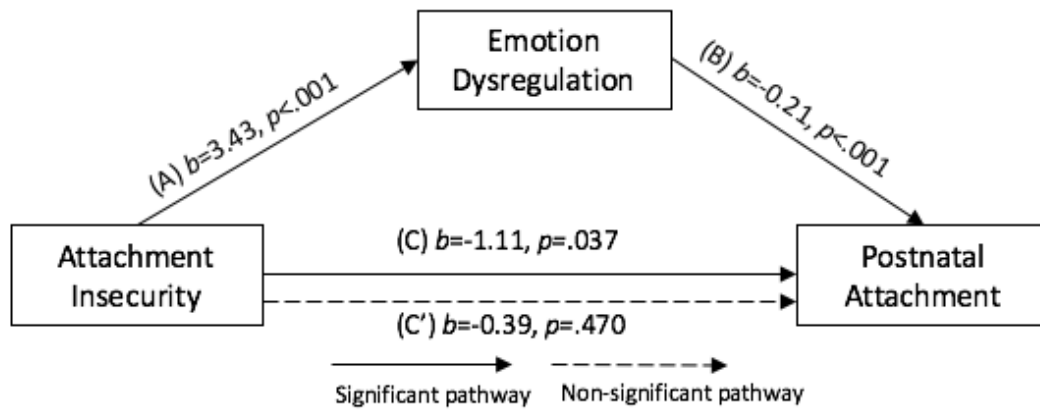 Emotion
Dysregulation
(A) b=3.43, p<.001
(B) b=-0.21, p<.001
Attachment
Insecurity
(C) b=-1.11, p=.037
(C’) b=-0.39, p=.470
Postnatal
Attachment
Significant pathway
Non-significant pathway